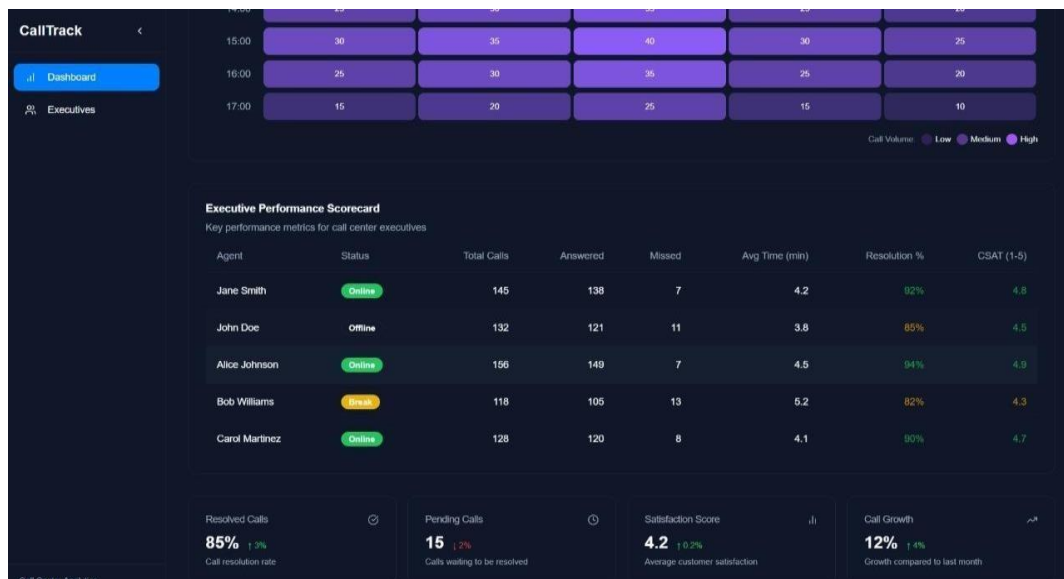 CallTrack
Dashboard
Executives
15:00 30 35 40 30 25
16:00 25 30 35 25 20
17:00 15 20 25 15 10
Call Volume: Low Medium High
Executive Performance Scorecard
Key performance metrics for call center executives
Agent Status Total Calls Answered Missed Avg Time (min) Resolution % CSAT (1-5)
Jane Smith Online 145 138 7 4.2 92% 4.8
John Doe Offline 132 121 11 3.8 85% 4.5
Alice Johnson Online 156 149 7 4.5 94% 4.9
Bob Williams Break 118 105 13 5.2 82% 4.3
Carol Martinez Online 128 120 8 4.1 90% 4.7
Resolved Calls
85% ↑ 3%
Call resolution rate
Pending Calls
15 ↓ 2%
Calls waiting to be resolved
Satisfaction Score
4.2 ↑ 0.2%
Average customer satisfaction
Call Growth
12% ↑ 4%
Growth compared to last month